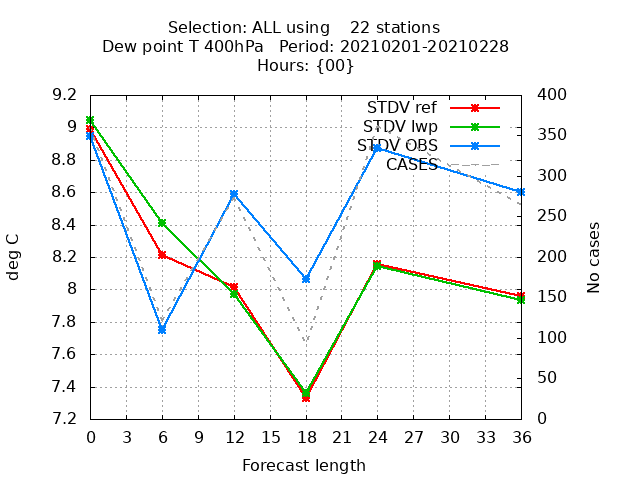 Selection: ALL using    22 stations
Dew point T 400hPa   Period: 20210201-20210228
Hours: {00}
9.2
9
8.8
8.6
8.4
8.2
8
7.8
7.6
7.4
7.2
deg C
STDV ref
STDV lwp
STDV OBS
CASES
400
350
300
250
200
150
100
50
0
No cases
0 3 6 9 12 15 18 21 24 27 30 33 36
Forecast length